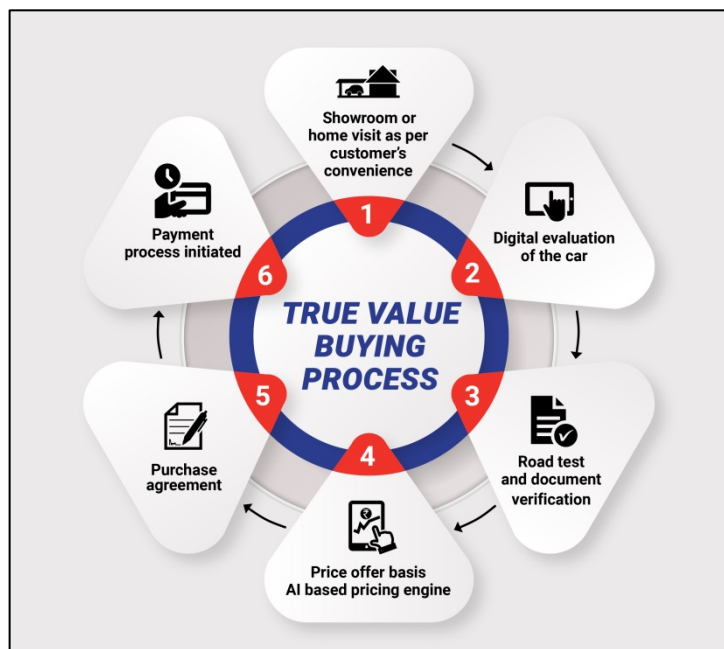 TRUE VALUE
BUYING
PROCESS
1
Showroom or
home visit as per
customer's
convenience
2
Digital evaluation
of the car
3
Road test
and document
verification
4
Price offer basis
AI based pricing engine
5
Purchase
agreement
6
Payment
process initiated